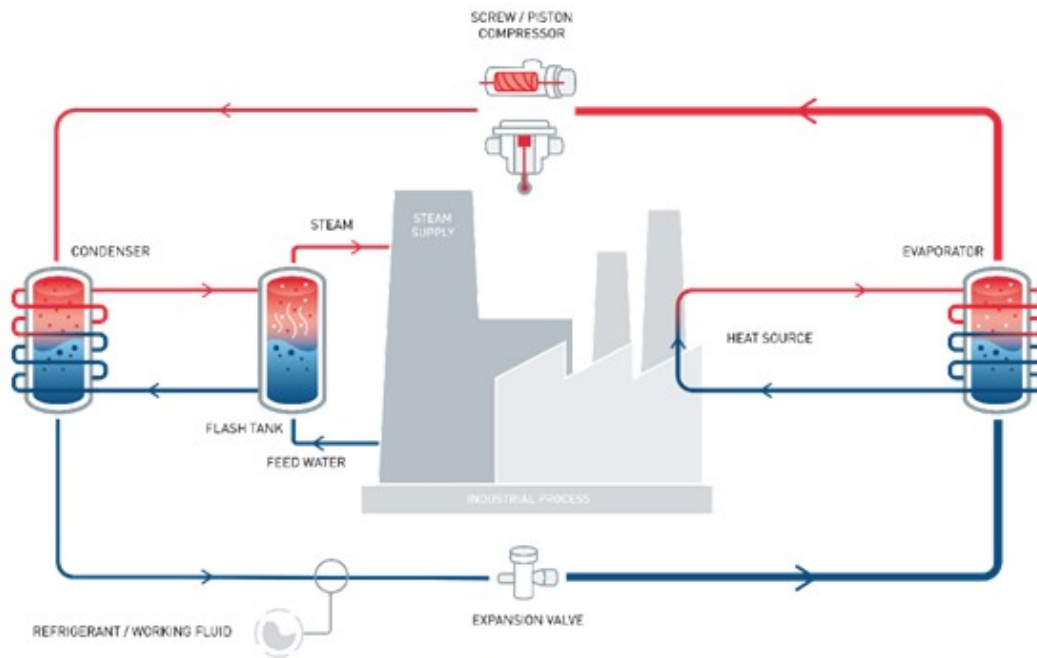 SCREW / PISTON
COMPRESSOR
STEAM
STEAM
SUPPLY
CONDENSER
EVAPORATOR
HEAT SOURCE
FLASH TANK
FEED WATER
INDUSTRIAL PROCESS
EXPANSION VALVE
REFRIGERANT / WORKING FLUID